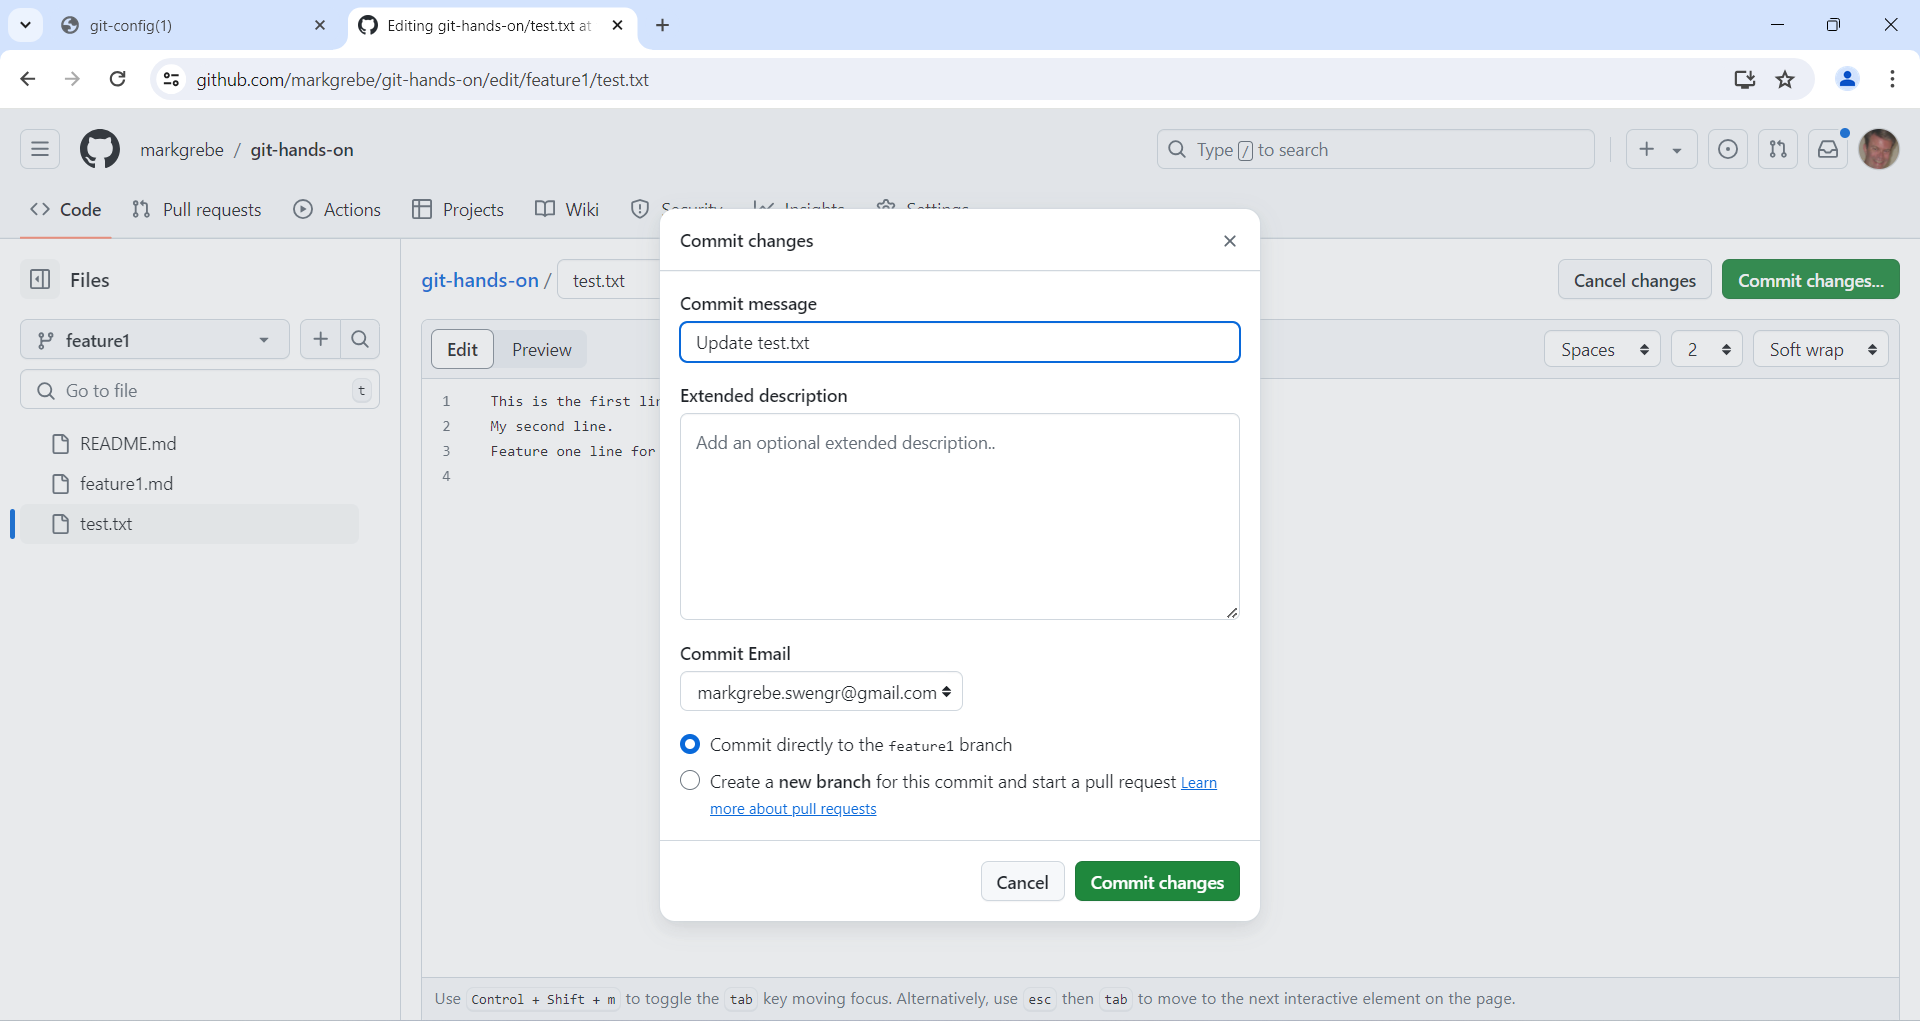 git-config(1)
Editing git-hands-on/test.txt at
github.com/markgrebe/git-hands-on/edit/feature1/test.txt
markgrebe / git-hands-on
Type / to search
Code Pull requests Actions Projects Wiki Security Insights Settings
Files
git-hands-on / test.txt
Cancel changes Commit changes...
feature1
Edit Preview
Spaces 2 Soft wrap
Go to file t
README.md
feature1.md
test.txt
1 This is the first
2 My second line.
3 Feature one line for
4
Commit changes
Commit message
Update test.txt
Extended description
Add an optional extended description..
Commit Email
markgrebe.swengr@gmail.com
Commit directly to the feature1 branch
Create a new branch for this commit and start a pull request Learn
more about pull requests
Cancel Commit changes
Use Control + Shift + m to toggle the tab key moving focus. Alternatively, use esc then tab to move to the next interactive element on the page.